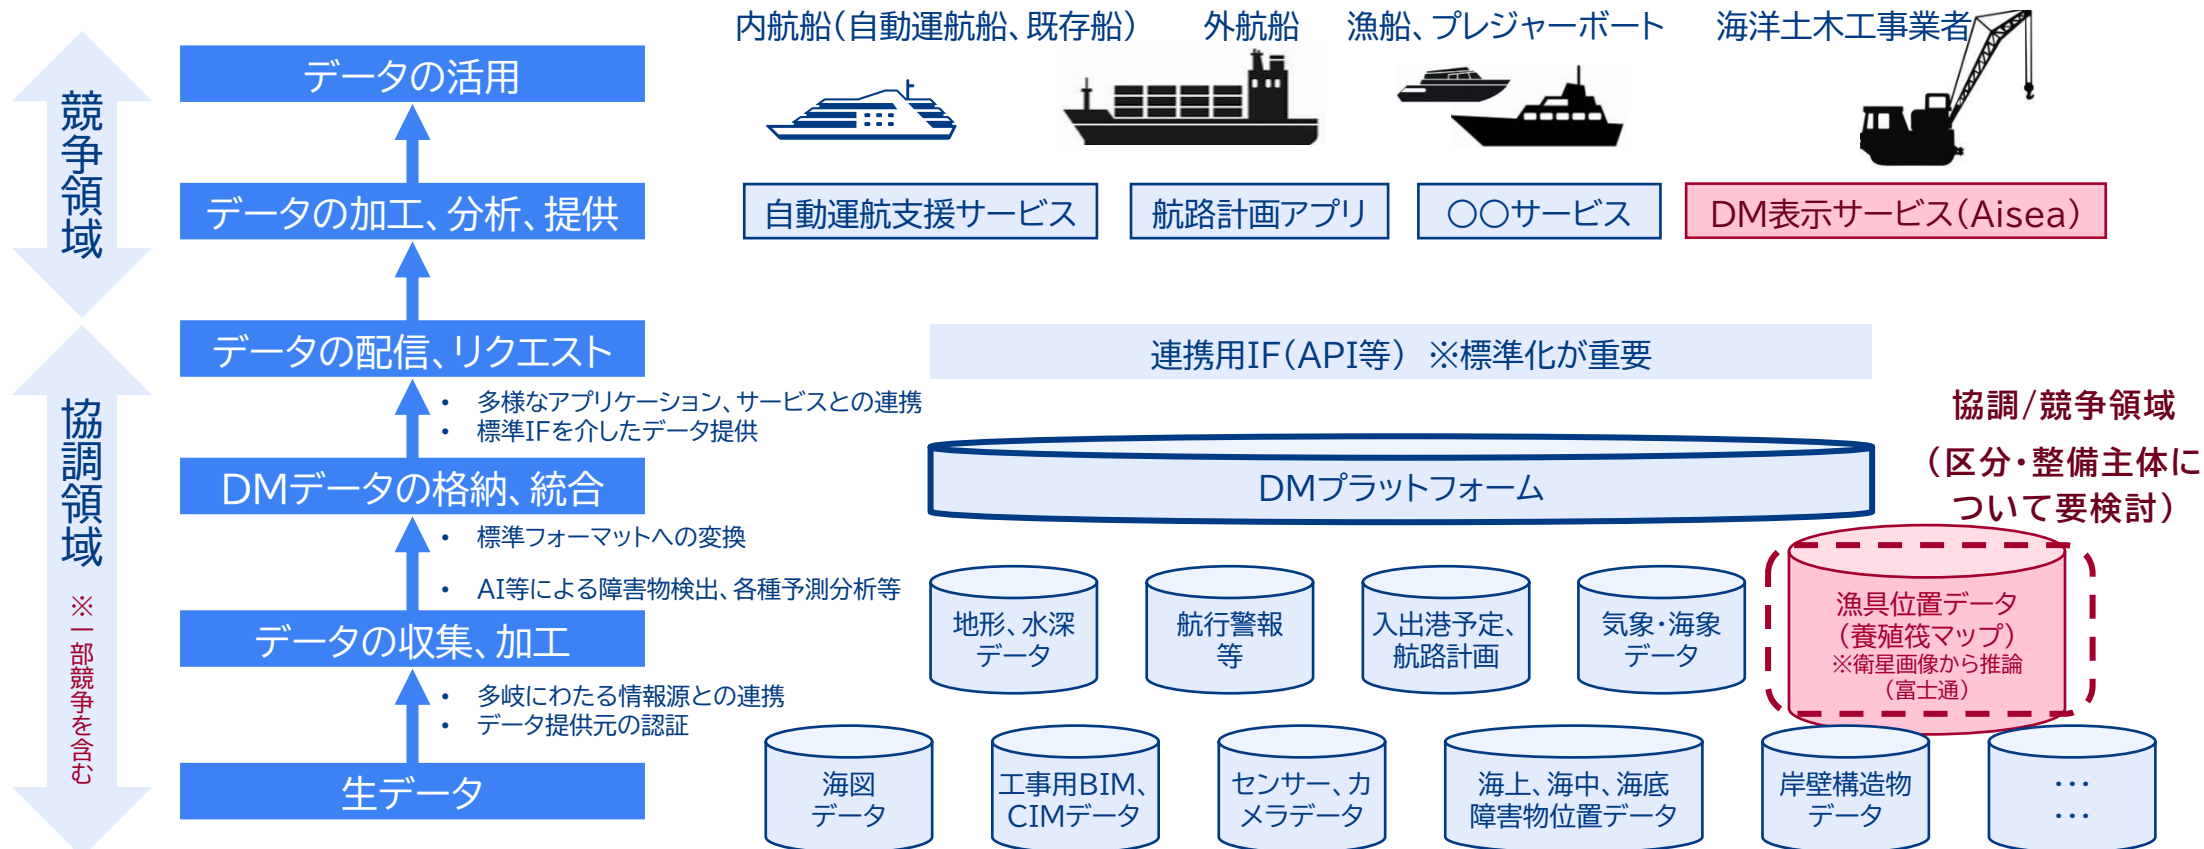 内航船(自動運航船、既存船)
外航船
漁船、プレジャーボート
海洋土木工事業者
競争領域
データの活用
データの加工、分析、提供
自動運航支援サービス
航路計画アプリ
〇〇サービス
DM表示サービス(Aisea)
協調領域
※一部競争を含む
データの配信、リクエスト
連携用IF(API等) ※標準化が重要
• 多様なアプリケーション、サービスとの連携
• 標準IFを介したデータ提供
協調/競争領域
(区分・整備主体に
ついて要検討)
DMデータの格納、統合
DMプラットフォーム
• 標準フォーマットへの変換
• AI等による障害物検出、各種予測分析等
データの収集、加工
地形、水深
データ
航行警報
等
入出港予定、
航路計画
気象・海象
データ
漁具位置データ
(養殖筏マップ)
※衛星画像から推論
(富士通)
• 多岐にわたる情報源との連携
• データ提供元の認証
生データ
海図
データ
工事用BIM、
CIMデータ
センサー、カ
メラデータ
海上、海中、海底
障害物位置データ
岸壁構造物
データ
・・・
・・・